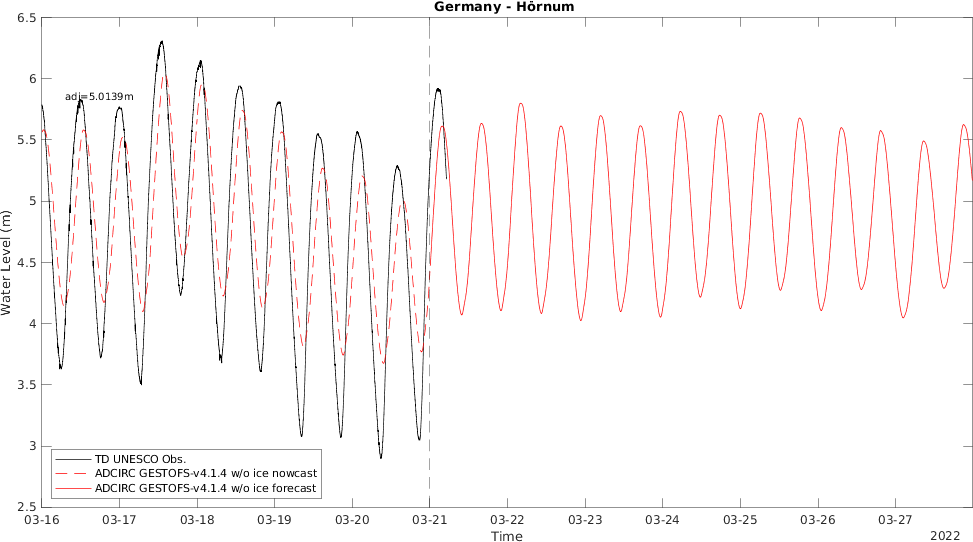 Germany - Hörnum
6.5
6
adj=5.0139m
5.5
5
4.5
4
3.5
3
2.5
Water Level (m)
TD UNESCO Obs.
ADCIRC GESTOFS-v4.1.4 w/o ice nowcast
ADCIRC GESTOFS-v4.1.4 w/o ice forecast
03-16 03-17 03-18 03-19 03-20 03-21 03-22 03-23 03-24 03-25 03-26 03-27
Time
2022